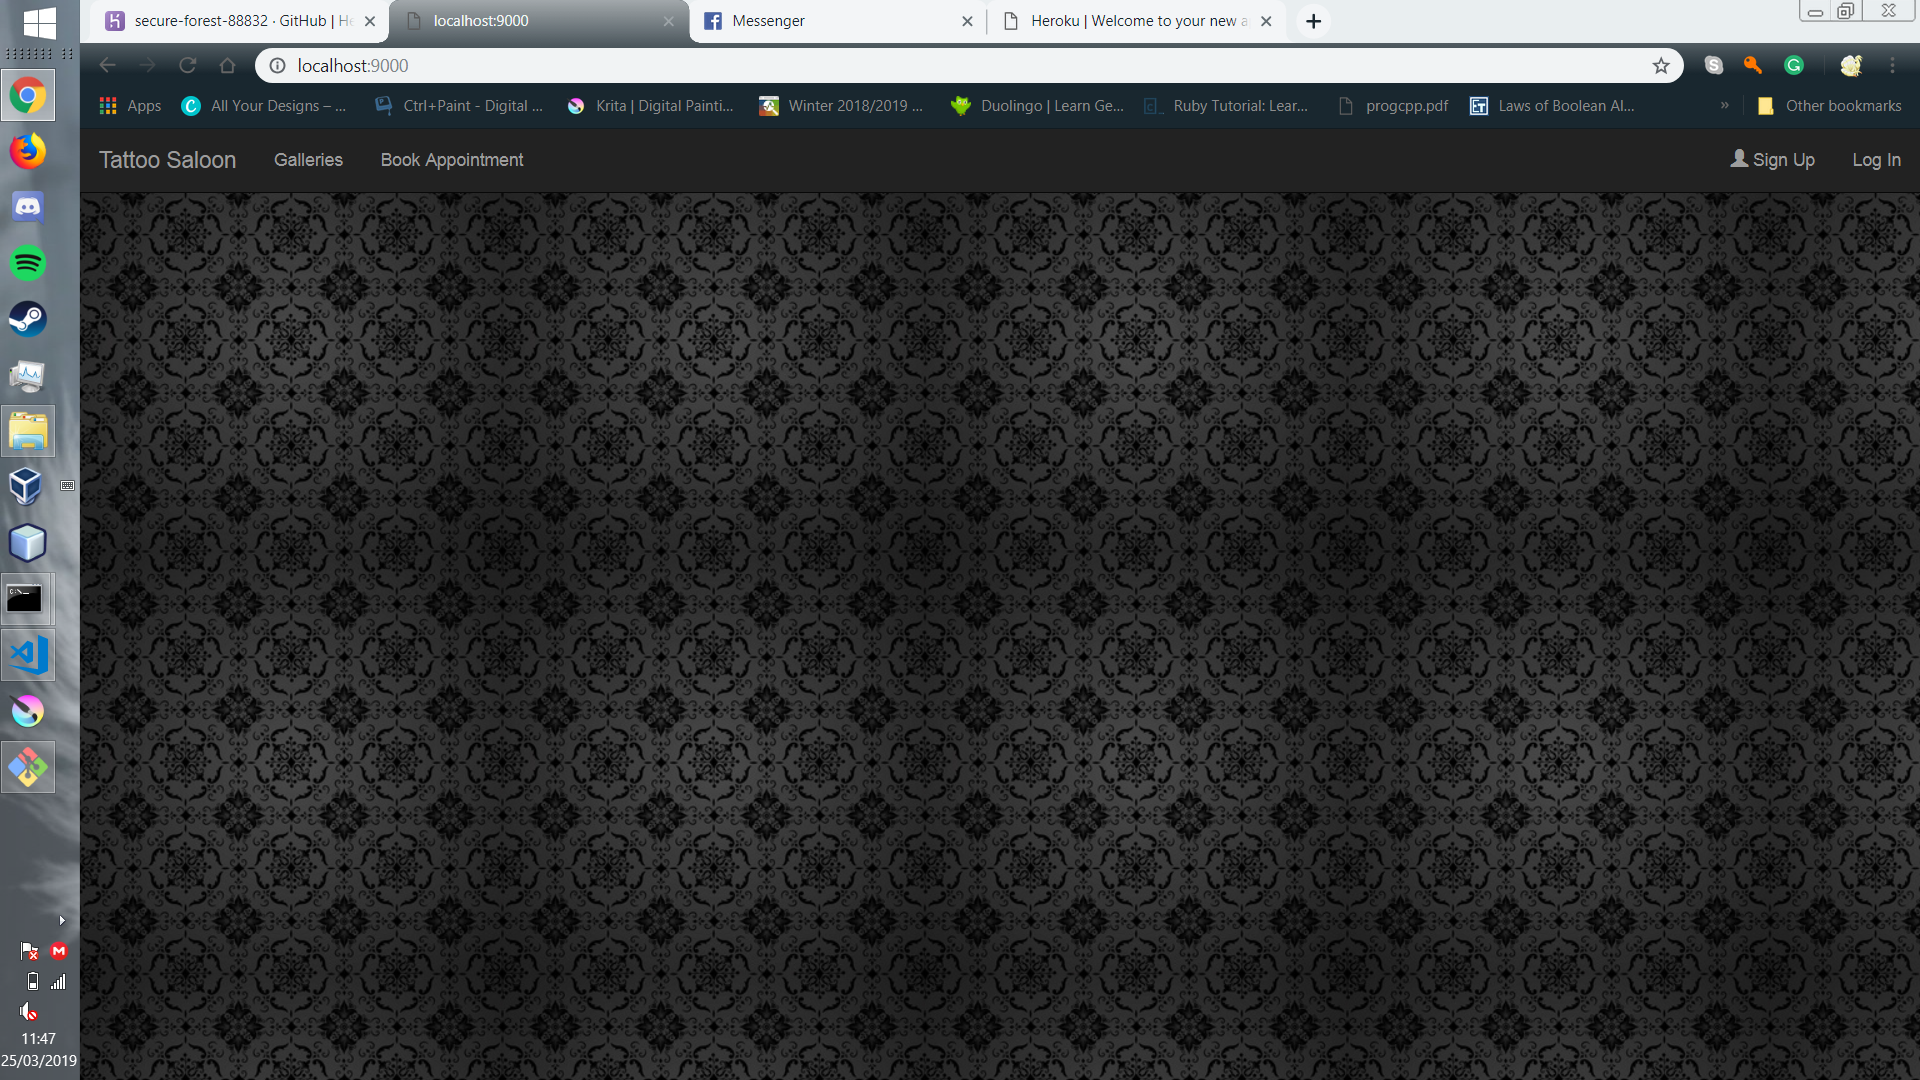 secure-forest-88832 · GitHub | He
localhost:9000
Messenger
Heroku | Welcome to your new a
localhost:9000
Apps
All Your Designs – ...
Ctrl+Paint - Digital ...
Krita | Digital Painti...
Winter 2018/2019 ...
Duolingo | Learn Ge...
Ruby Tutorial: Lear...
progcpp.pdf
Laws of Boolean Al...
»
Other bookmarks
Tattoo Saloon
Galleries
Book Appointment
Sign Up
Log In
11:47
25/03/2019